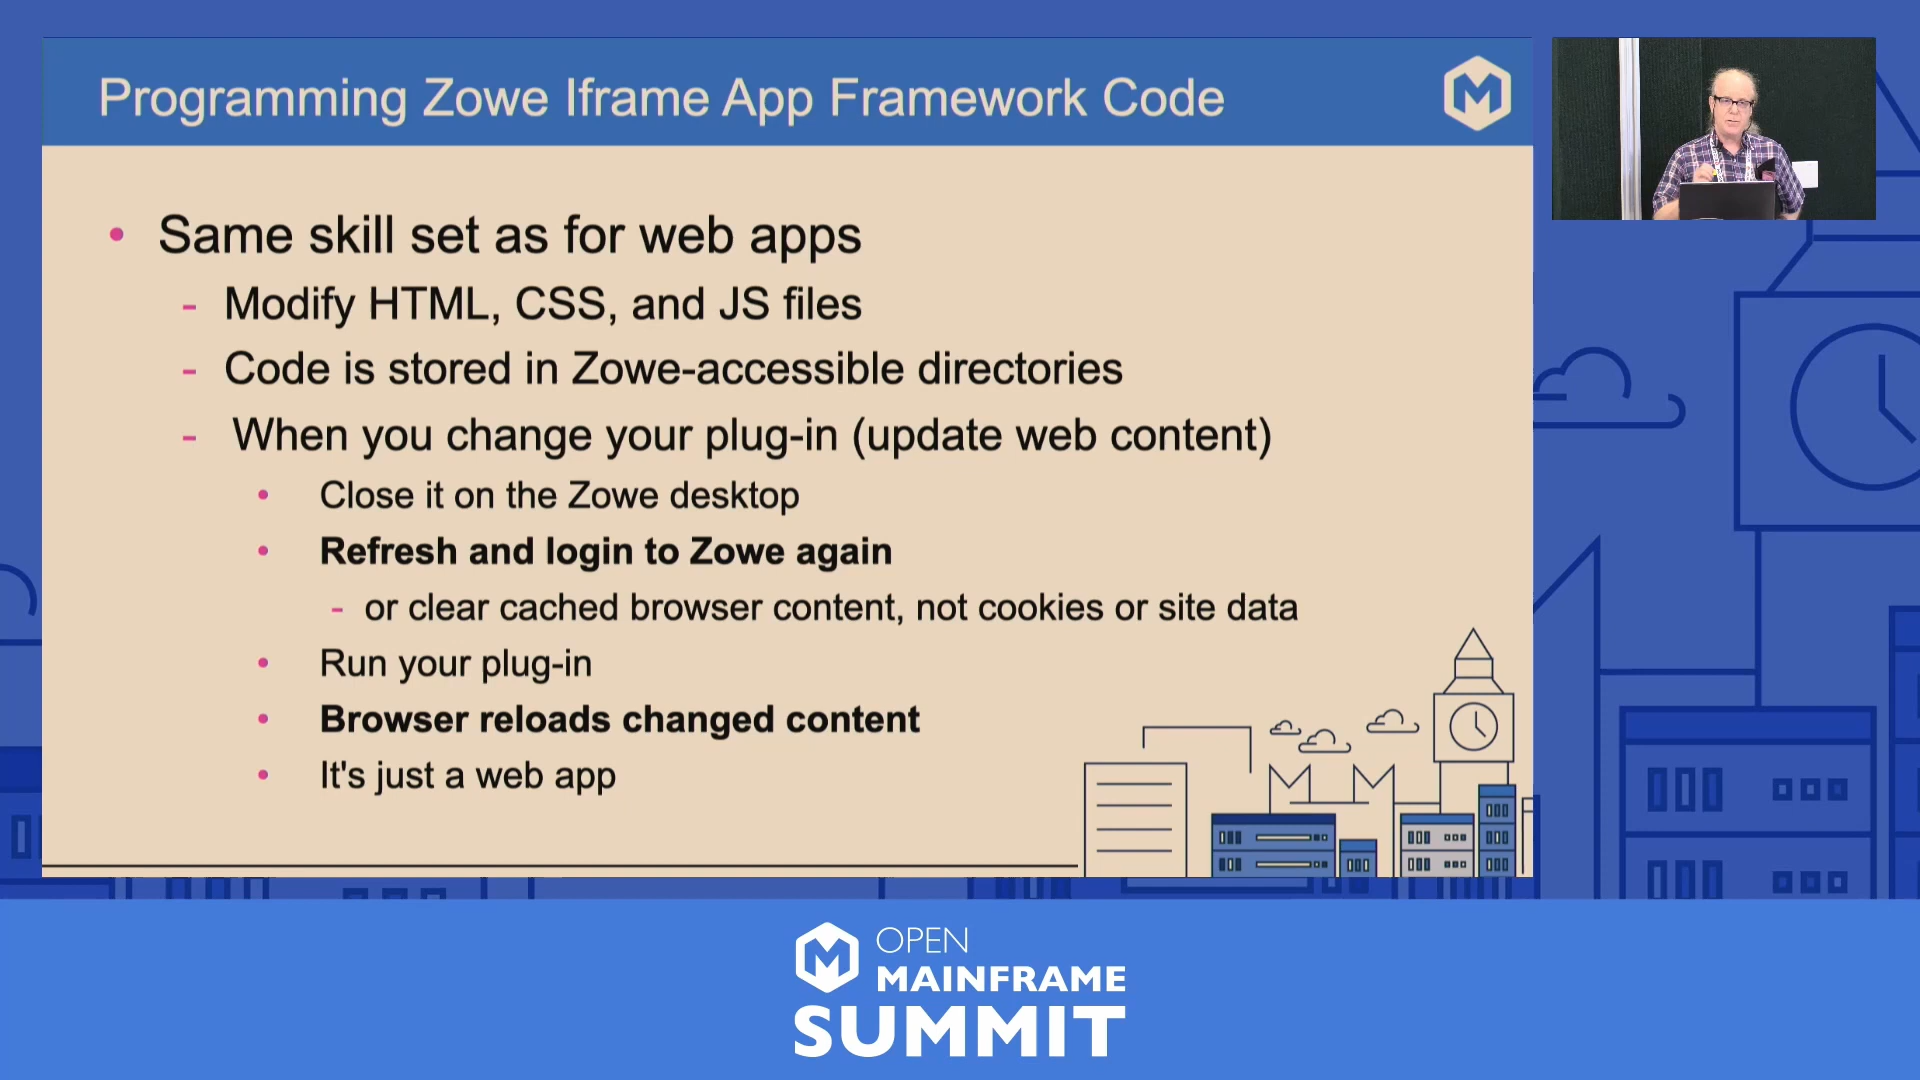 Programming Zowe Iframe App Framework Code
• Same skill set as for web apps
- Modify HTML, CSS, and JS files
- Code is stored in Zowe-accessible directories
- When you change your plug-in (update web content)
• Close it on the Zowe desktop
• Refresh and login to Zowe again
- or clear cached browser content, not cookies or site data
• Run your plug-in
• Browser reloads changed content
• It's just a web app
OPEN
MAINFRAME
SUMMIT